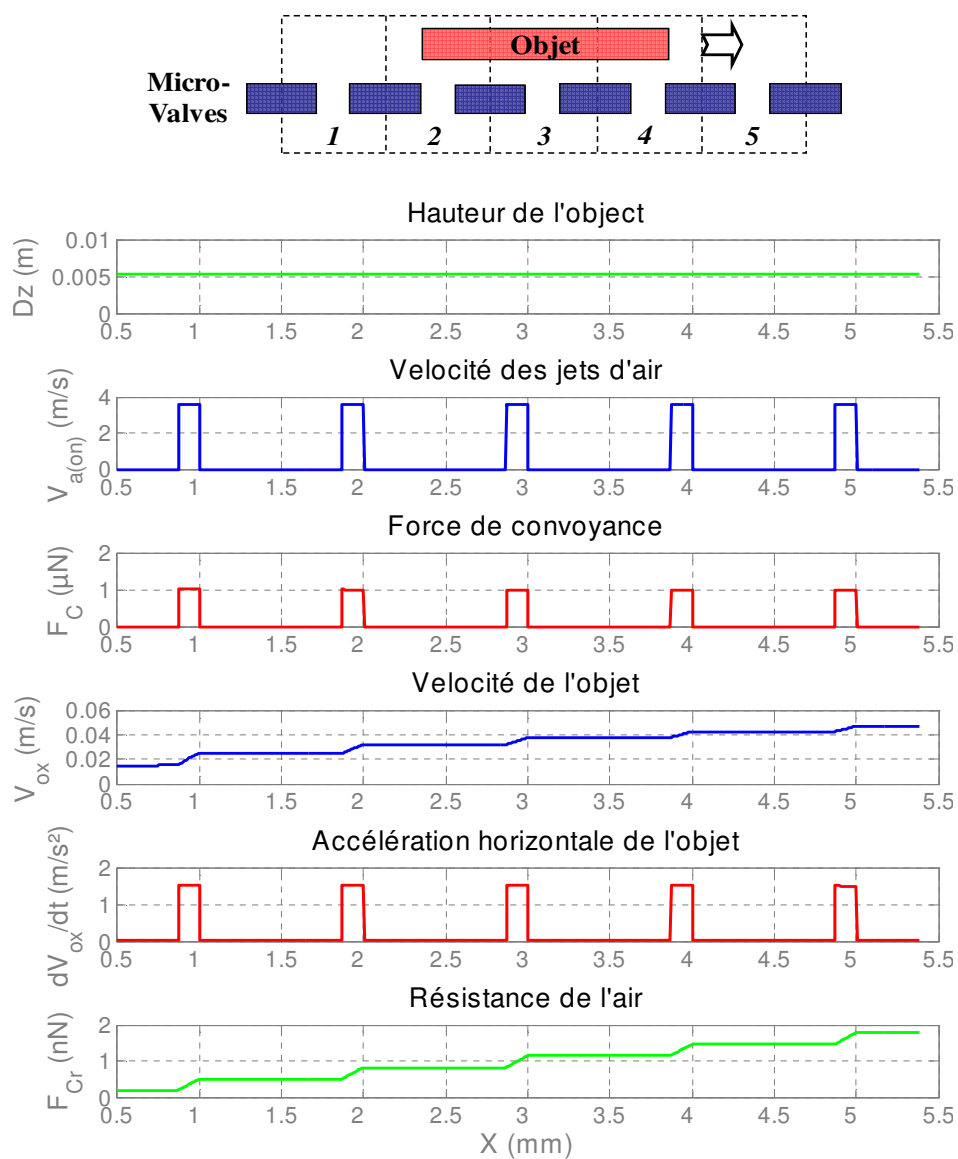 Objet
Micro-
Valves
1 2 3 4 5
Hauteur de l'object
Dz (m)
0.01
0.005
0
0.5 1 1.5 2 2.5 3 3.5 4 4.5 5 5.5
Velocité des jets d'air
Va(on) (m/s)
4
2
0
0.5 1 1.5 2 2.5 3 3.5 4 4.5 5 5.5
Force de convoyance
FC (µN)
2
1
0
0.5 1 1.5 2 2.5 3 3.5 4 4.5 5 5.5
Velocité de l'objet
Vox (m/s)
0.06
0.04
0.02
0
0.5 1 1.5 2 2.5 3 3.5 4 4.5 5 5.5
Accélération horizontale de l'objet
dVox/dt (m/s²)
2
1
0
0.5 1 1.5 2 2.5 3 3.5 4 4.5 5 5.5
Résistance de l'air
FCr (nN)
2
1
0
0.5 1 1.5 2 2.5 3 3.5 4 4.5 5 5.5
X (mm)